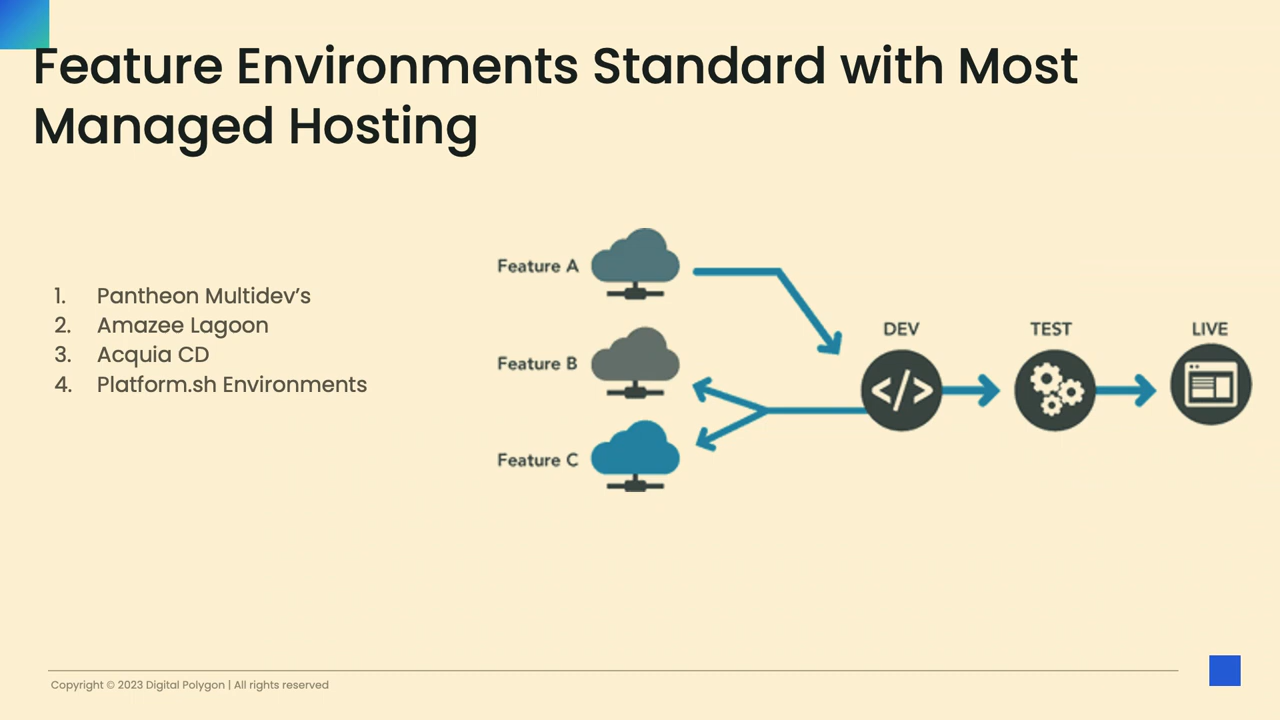 Feature Environments Standard with Most
Managed Hosting
1. Pantheon Multidev’s
2. Amazee Lagoon
3. Acquia CD
4. Platform.sh Environments
Feature A
Feature B
Feature C
DEV
TEST
LIVE
</>
Copyright © 2023 Digital Polygon | All rights reserved